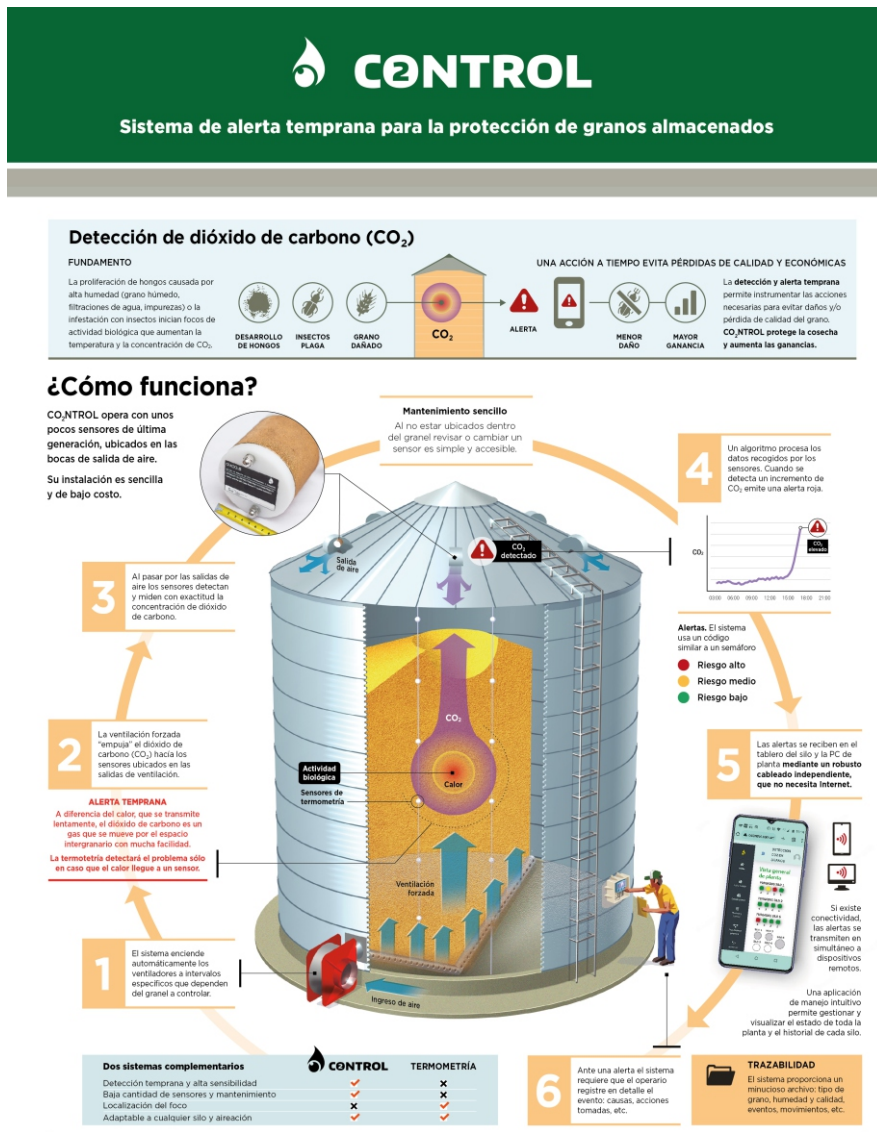 CO2NTROL
Sistema de alerta temprana para la protección de granos almacenados
Detección de dióxido de carbono (CO₂)
FUNDAMENTO
La proliferación de hongos causada por
alta humedad (grano húmedo,
filtraciones de agua, impurezas) o la
infestación con insectos inician focos de
actividad biológica que aumentan la
temperatura y la concentración de CO₂.
DESARROLLO
DE HONGOS
INSECTOS
PLAGA
GRANO
DAÑADO
CO₂
UNA ACCIÓN A TIEMPO EVITA PÉRDIDAS DE CALIDAD Y ECONÓMICAS
ALERTA
MENOR
DAÑO
MAYOR
GANANCIA
La detección y alerta temprana
permite instrumentar las acciones
necesarias para evitar daños y/o
pérdida de calidad del grano.
CO₂NTROL protege la cosecha
y aumenta las ganancias.
¿Cómo funciona?
CO₂NTROL opera con unos
pocos sensores de última
generación, ubicados en las
bocas de salida de aire.
Su instalación es sencilla
y de bajo costo.
Mantenimiento sencillo
Al no estar ubicados dentro
del granel revisar o cambiar un
sensor es simple y accesible.
4
Un algoritmo procesa los
datos recogidos por los
sensores. Cuando se
detecta un incremento de
CO₂ emite una alerta roja.
CO₂
CO₂
elevado
00:00 06:00 09:00 12:00 15:00 18:00 21:00
Salida
de aire
CO₂
detectado
3
Al pasar por las salidas de
aire los sensores detectan
y miden con exactitud la
concentración de dióxido
de carbono.
Alertas. El sistema
usa un código
similar a un semáforo
Riesgo alto
Riesgo medio
Riesgo bajo
2
La ventilación forzada
"empuja" el dióxido de
carbono (CO₂) hacía los
sensores ubicados en las
salidas de ventilación.
ALERTA TEMPRANA
A diferencia del calor, que se transmite
lentamente, el dióxido de carbono es un
gas que se mueve por el espacio
intergranario con mucha facilidad.
La termotetría detectará el problema sólo
en caso que el calor llegue a un sensor.
CO₂
Actividad
biológica
Calor
Sensores de
termometría
Ventilación
forzada
5
Las alertas se reciben en el
tablero del silo y la PC de
planta mediante un robusto
cableado independiente,
que no necesita Internet.
Vista general
de planta
Si existe
conectividad,
las alertas se
transmiten en
simultáneo a
dispositivos
remotos.
Una aplicación
de manejo intuitivo
permite gestionar y
visualizar el estado de toda la
planta y el historial de cada silo.
1
El sistema enciende
automáticamente los
ventiladores a intervalos
específicos que dependen
del granel a controlar.
Ingreso de aire
Dos sistemas complementarios
CO2NTROL
TERMOMETRÍA
Detección temprana y alta sensibilidad
Baja cantidad de sensores y mantenimiento
Localización del foco
Adaptable a cualquier silo y aireación
6
Ante una alerta el sistema
requiere que el operario
registre en detalle el
evento: causas, acciones
tomadas, etc.
TRAZABILIDAD
El sistema proporciona un
minucioso archivo: tipo de
grano, humedad y calidad,
eventos, movimientos, etc.